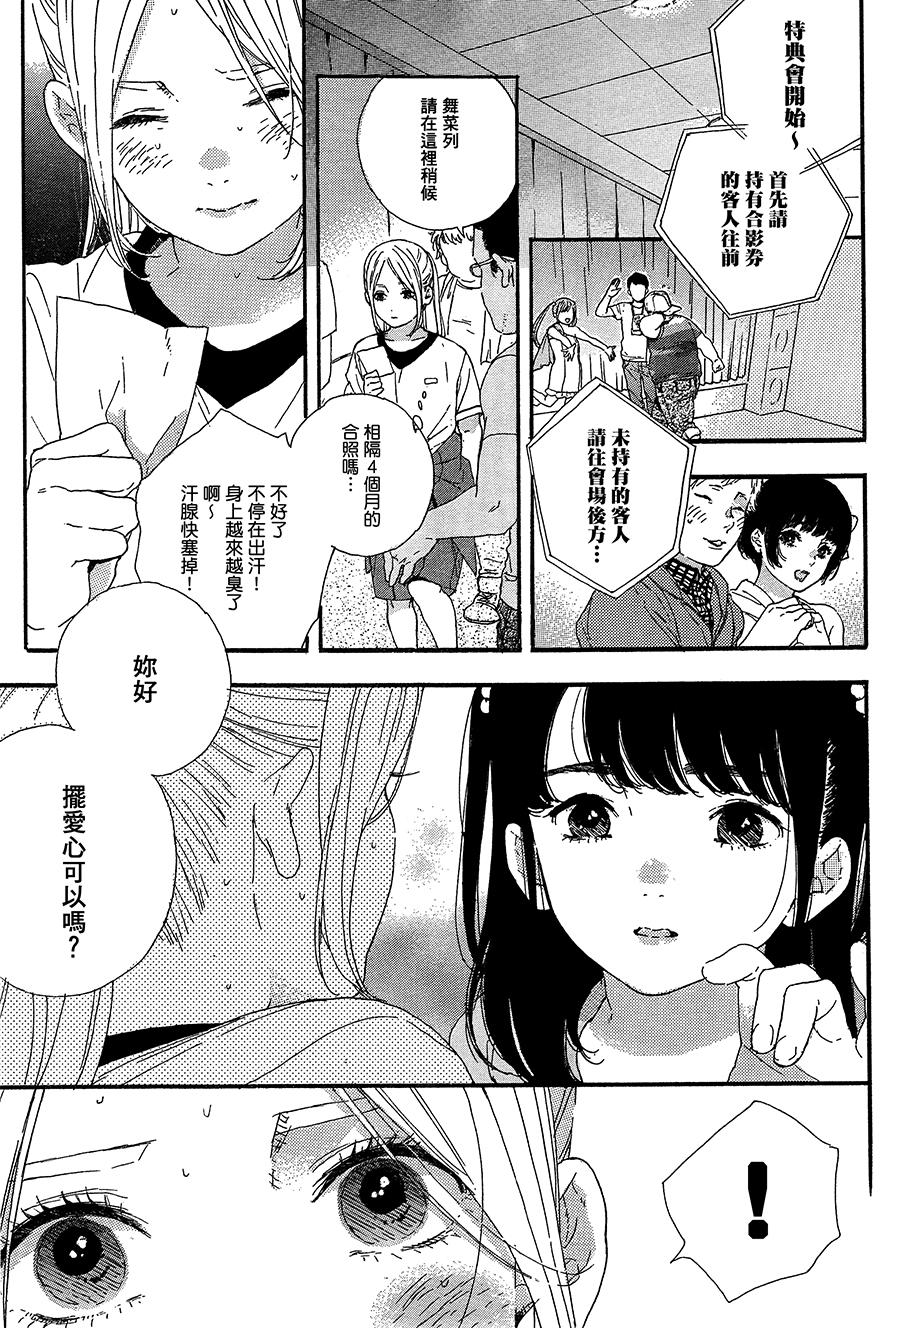 特典會開始~
首先請
持有合影券
的客人往前
未持有的客人
請往會場後方…
舞菜列
請在這裡稍候
相隔4個月的
合照嗎…
不好了
不停在出汗！
身上越來越臭了
啊~
汗腺快塞掉！
妳好
擺愛心可以嗎？
！